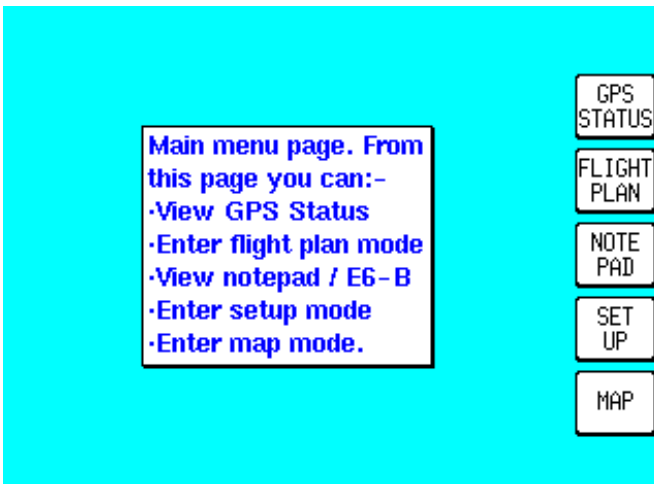 Main menu page. From
this page you can:-
·View GPS Status
·Enter flight plan mode
·View notepad / E6-B
·Enter setup mode
·Enter map mode.
GPS
STATUS
FLIGHT
PLAN
NOTE
PAD
SET
UP
MAP